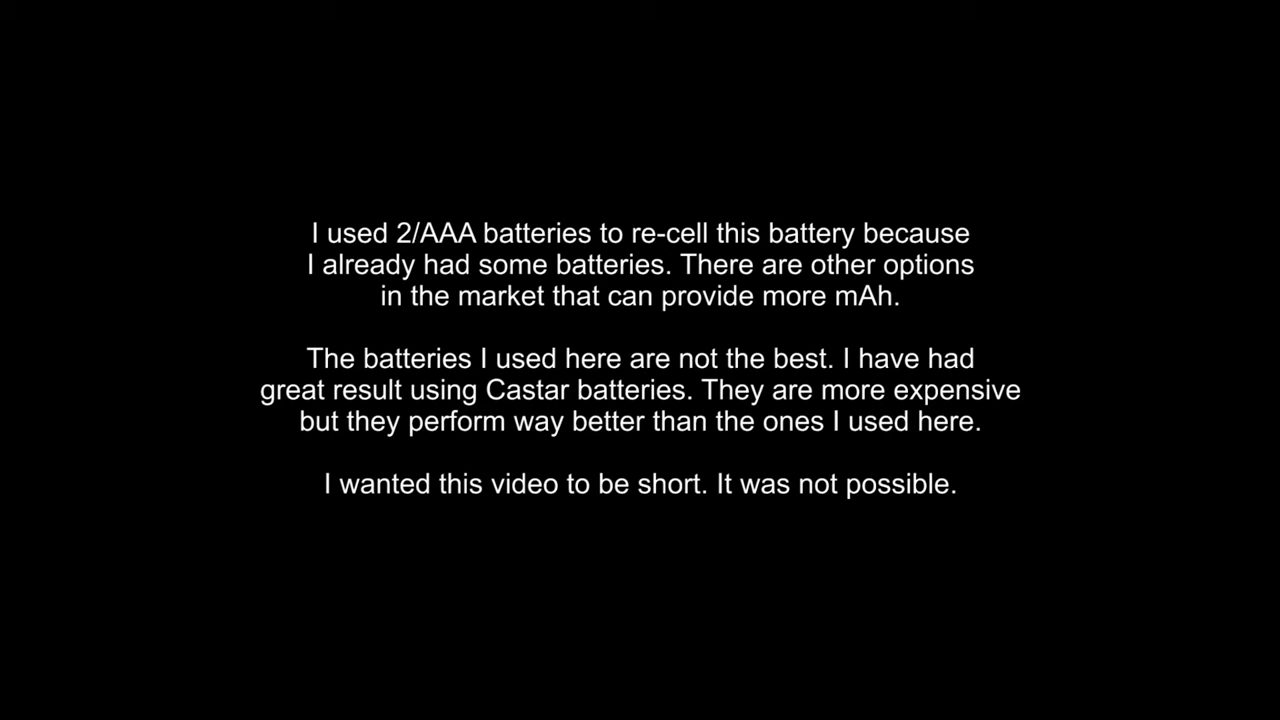 I used 2/AAA batteries to re-cell this battery because
I already had some batteries. There are other options
in the market that can provide more mAh.
The batteries I used here are not the best. I have had
great result using Castar batteries. They are more expensive
but they perform way better than the ones I used here.
I wanted this video to be short. It was not possible.